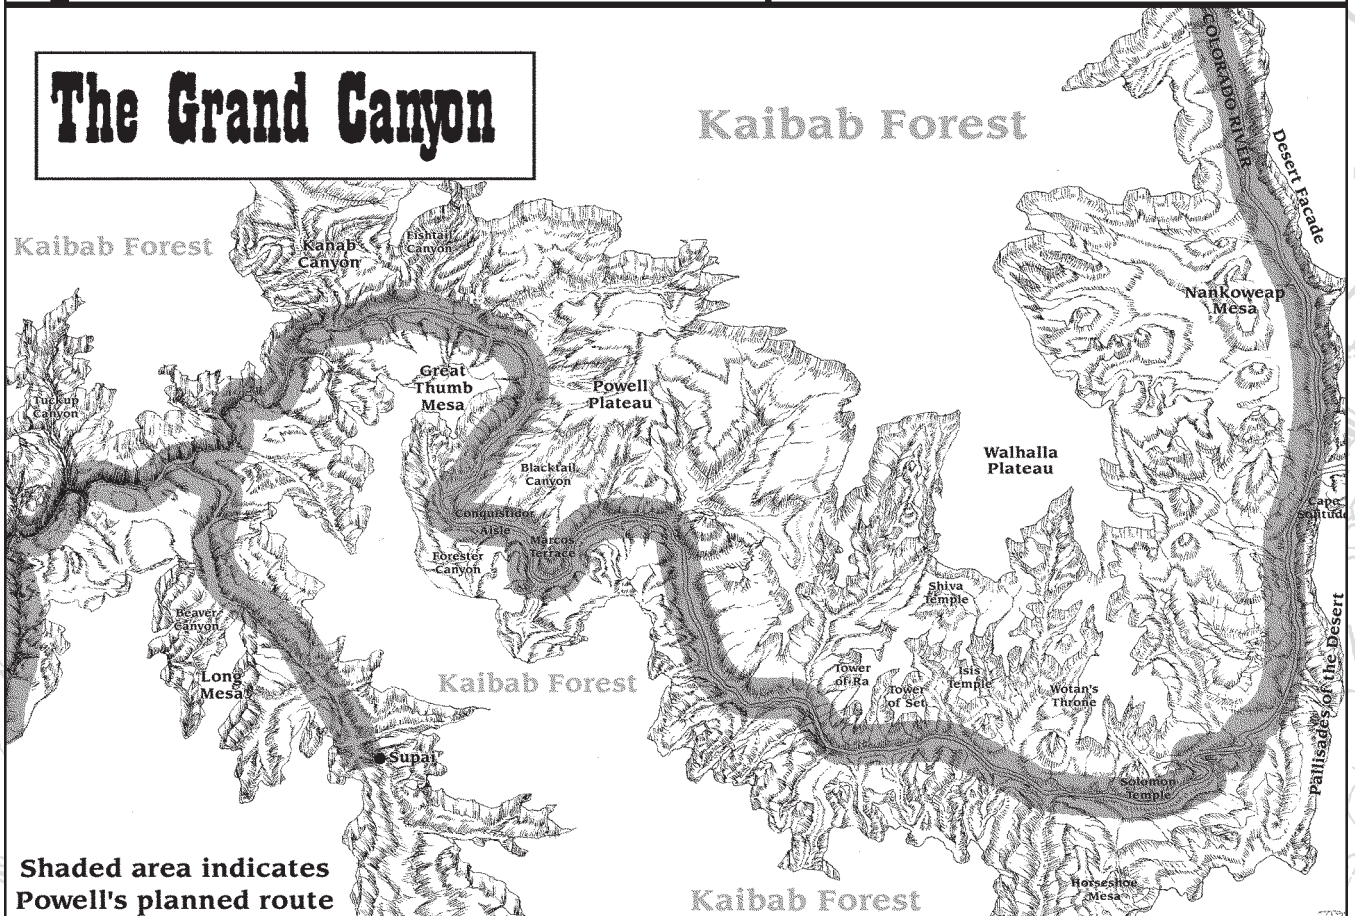 The Grand Canyon
Kaibab Forest
COLORADO RIVER
Desert Facade
Kaibab Forest
Kanab
Canyon
Fishtail
Canyon
Nankoweap
Mesa
Great
Thumb
Mesa
Powell
Plateau
Tuckup
Canyon
Walhalla
Plateau
Blacktail
Canyon
Conquistidor
Aisle
Cape
Solitude
Marcos
Terrace
Forester
Canyon
Shiva
Temple
Beaver
Canyon
Long
Mesa
Kaibab Forest
Tower
of Ra
Isis
Temple
Tower
of Set
Wotan's
Throne
Pallisades of the Desert
Supai
Solomon
Temple
Shaded area indicates
Powell's planned route
Kaibab Forest
Horseshoe
Mesa